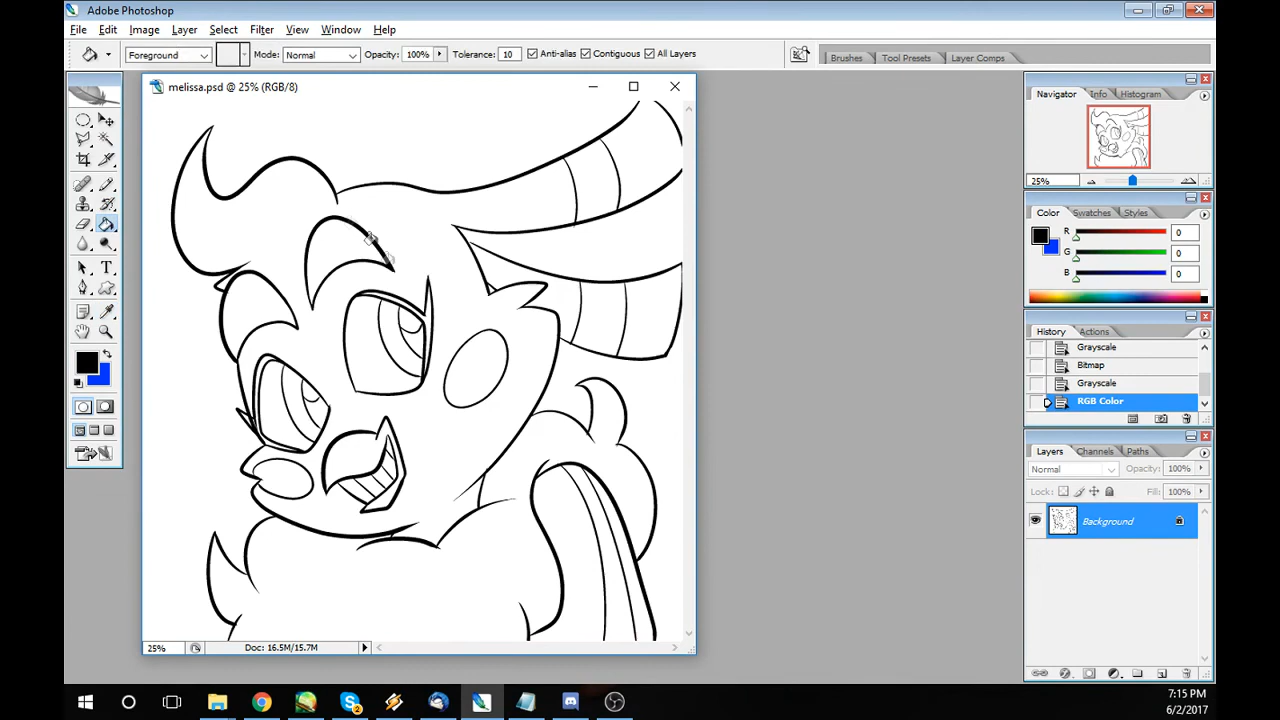 Adobe Photoshop
File Edit Image Layer Select Filter View Window Help
Foreground Mode: Normal Opacity: 100% Tolerance: 10 Anti-alias Contiguous All Layers Brushes Tool Presets Layer Comps
melissa.psd @ 25% (RGB/8)
Navigator Info Histogram
25%
Color Swatches Styles
R 0
G 0
B 0
History Actions
Grayscale
Bitmap
Grayscale
RGB Color
Layers Channels Paths
Normal Opacity: 100%
Lock: Fill: 100%
Background
25% Doc: 16.5M/15.7M
2
7:15 PM
6/2/2017